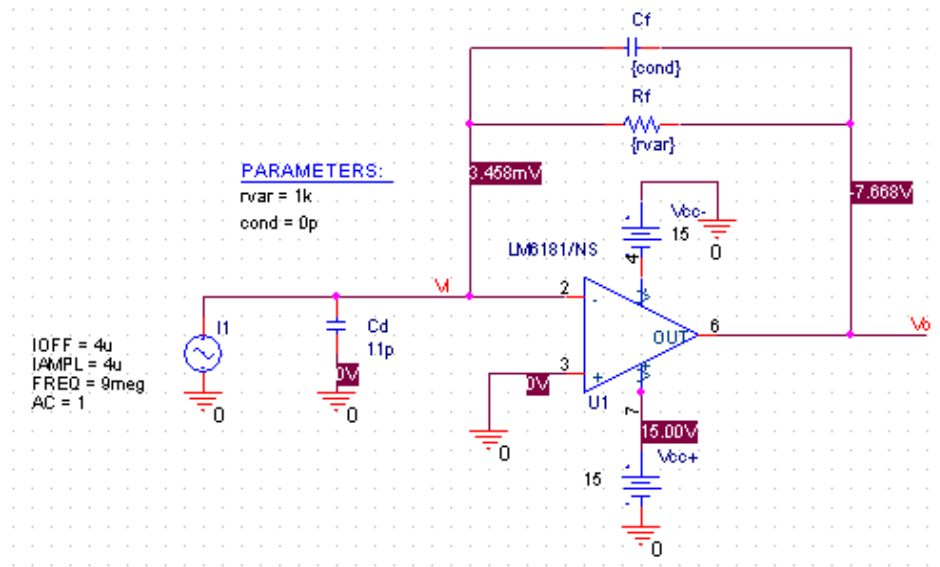 Cf
{cond}
Rf
{rvar}
PARAMETERS:
rvar = 1k
cond = 0p
3.458mV
-7.668V
Vcc-
15
0
LM6181/NS
4
Vi
2
-
6
Vo
OUT
I1
Cd
11p
IOFF = 4u
IAMPL = 4u
FREQ = 9meg
AC = 1
0V
3
+
0V
U1
7
0
0
0
15.00V
Vcc+
15
0